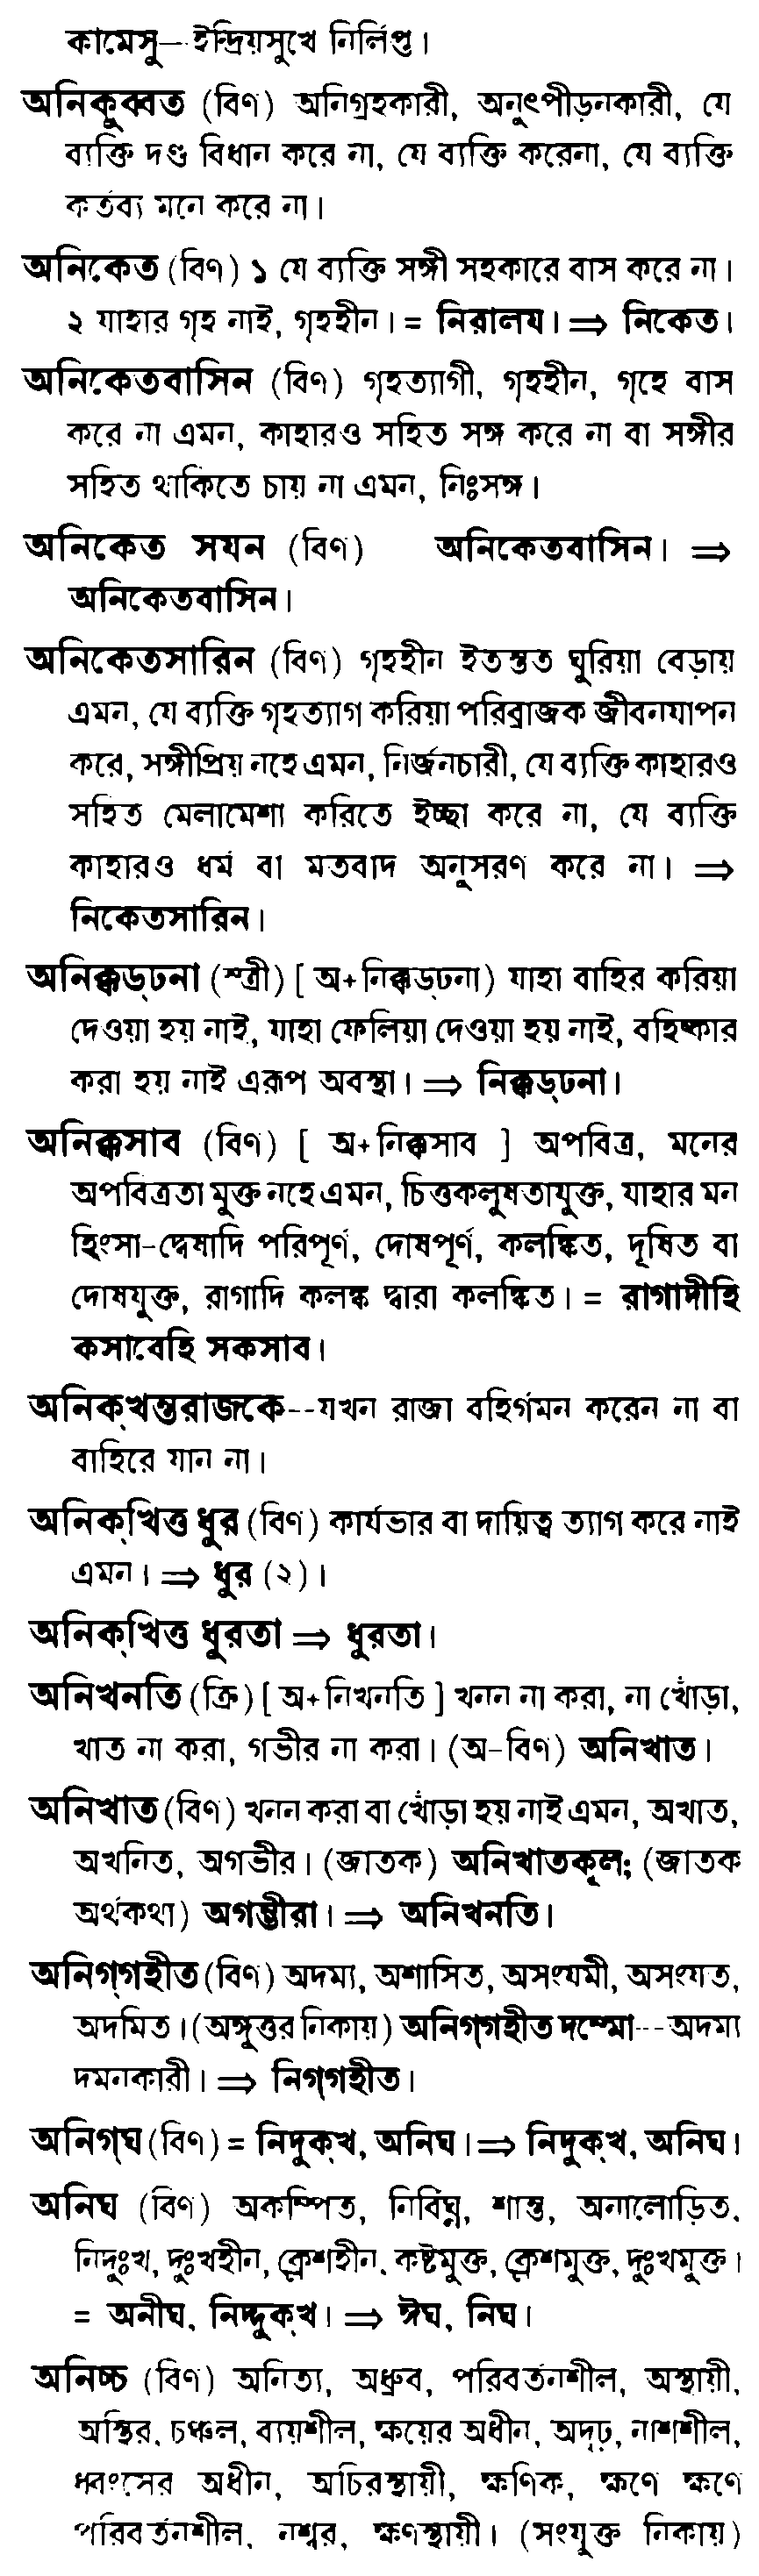 কামেসু—ইন্দ্রিয়সুখে নির্লিপ্ত।
অনিকুব্বত (বিণ) অনিগ্রহকারী, অনুৎপীড়নকারী, যে
ব্যক্তি দণ্ড বিধান করে না, যে ব্যক্তি করেনা, যে ব্যক্তি
কর্তব্য মনে করে না।
অনিকেত (বিণ) ১ যে ব্যক্তি সঙ্গী সহকারে বাস করে না।
২ যাহার গৃহ নাই, গৃহহীন। = নিরালয। ⇒ নিকেত।
অনিকেতবাসিন (বিণ) গৃহত্যাগী, গৃহহীন, গৃহে বাস
করে না এমন, কাহারও সহিত সঙ্গ করে না বা সঙ্গীর
সহিত থাকিতে চায় না এমন, নিঃসঙ্গ।
অনিকেত সযন (বিণ) অনিকেতবাসিন। ⇒
অনিকেতবাসিন।
অনিকেতসারিন (বিণ) গৃহহীন ইতস্তত ঘুরিয়া বেড়ায়
এমন, যে ব্যক্তি গৃহত্যাগ করিয়া পরিব্রাজক জীবনযাপন
করে, সঙ্গীপ্রিয় নহে এমন, নির্জনচারী, যে ব্যক্তি কাহারও
সহিত মেলামেশা করিতে ইচ্ছা করে না, যে ব্যক্তি
কাহারও ধর্ম বা মতবাদ অনুসরণ করে না। ⇒
নিকেতসারিন।
অনিক্কড্ঢনা (স্ত্রী) [ অ+নিক্কড্ঢনা) যাহা বাহির করিয়া
দেওয়া হয় নাই, যাহা ফেলিয়া দেওয়া হয় নাই, বহিষ্কার
করা হয় নাই এরূপ অবস্থা। ⇒ নিক্কড্ঢনা।
অনিক্কসাব (বিণ) [ অ+নিক্কসাব ] অপবিত্র, মনের
অপবিত্রতা মুক্ত নহে এমন, চিত্তকলুষতাযুক্ত, যাহার মন
হিংসা-দ্বেষাদি পরিপূর্ণ, দোষপূর্ণ, কলঙ্কিত, দূষিত বা
দোষযুক্ত, রাগাদি কলঙ্ক দ্বারা কলঙ্কিত। = রাগাদীহি
কসাবেহি সকসাব।
অনিক্খন্তরাজকে--যখন রাজা বহির্গমন করেন না বা
বাহিরে যান না।
অনিক্খিত্ত ধুর (বিণ) কার্যভার বা দায়িত্ব ত্যাগ করে নাই
এমন। ⇒ ধুর (২)।
অনিক্খিত্ত ধুরতা ⇒ ধুরতা।
অনিখনতি (ক্রি) [ অ+নিখনতি ] খনন না করা, না খোঁড়া,
খাত না করা, গভীর না করা। (অ-বিণ) অনিখাত।
অনিখাত (বিণ) খনন করা বা খোঁড়া হয় নাই এমন, অখাত,
অখনিত, অগভীর। (জাতক) অনিখাতকূল; (জাতক
অর্থকথা) অগম্ভীরা। ⇒ অনিখনতি।
অনিগ্গহীত (বিণ) অদম্য, অশাসিত, অসংযমী, অসংযত,
অদমিত। (অঙ্গুত্তর নিকায়) অনিগ্গহীত দম্মো--অদম্য
দমনকারী। ⇒ নিগ্গহীত।
অনিগ্ঘ (বিণ) = নিদুক্খ, অনিঘ। ⇒ নিদুক্খ, অনিঘ।
অনিঘ (বিণ) অকম্পিত, নির্বিঘ্ন, শান্ত, অনালোড়িত,
নিদুঃখ, দুঃখহীন, ক্লেশহীন, কষ্টমুক্ত, ক্লেশমুক্ত, দুঃখমুক্ত।
= অনীঘ, নিদ্দুক্খ। ⇒ ঈঘ, নিঘ।
অনিচ্চ (বিণ) অনিত্য, অধ্রুব, পরিবর্তনশীল, অস্থায়ী,
অস্থির, চঞ্চল, ব্যয়শীল, ক্ষয়ের অধীন, অদৃঢ়, নাশশীল,
ধ্বংসের অধীন, অচিরস্থায়ী, ক্ষণিক, ক্ষণে ক্ষণে
পরিবর্তনশীল, নশ্বর, ক্ষণস্থায়ী। (সংযুক্ত নিকায়)